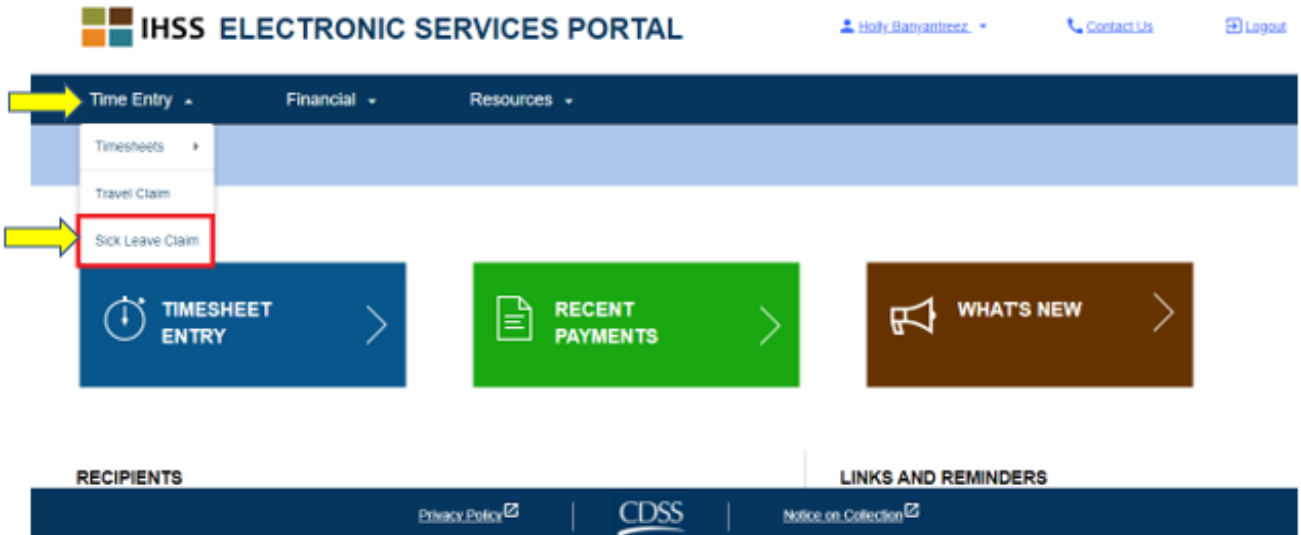 IHSS ELECTRONIC SERVICES PORTAL
Holly Banyantreez
Contact Us
Logout
Time Entry
Financial
Resources
Timesheets
Travel Claim
Sick Leave Claim
TIMESHEET
ENTRY
RECENT
PAYMENTS
WHAT'S NEW
RECIPIENTS
LINKS AND REMINDERS
Privacy Policy
CDSS
Notice on Collection